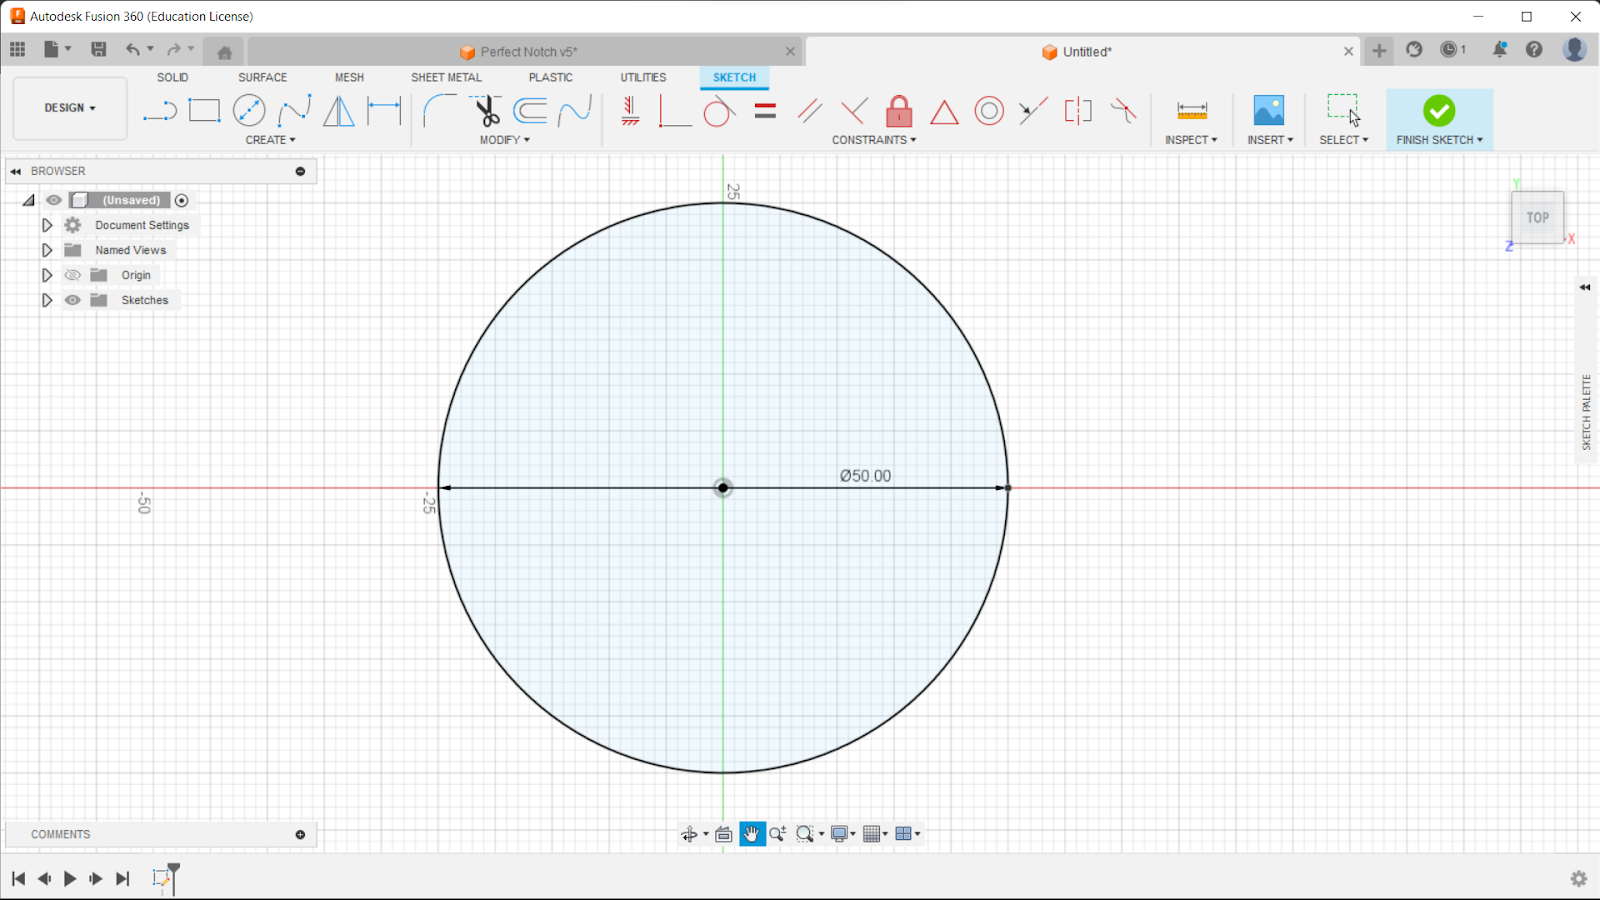 Autodesk Fusion 360 (Education License)
1
Perfect Notch v5*
Untitled*
SOLID
SURFACE
MESH
SHEET METAL
PLASTIC
UTILITIES
SKETCH
DESIGN
CREATE
MODIFY
CONSTRAINTS
INSPECT
INSERT
SELECT
FINISH SKETCH
BROWSER
(Unsaved)
Document Settings
Named Views
Origin
Sketches
25
Y
TOP
X
Z
SKETCH PALETTE
Ø50.00
-50
-25
COMMENTS